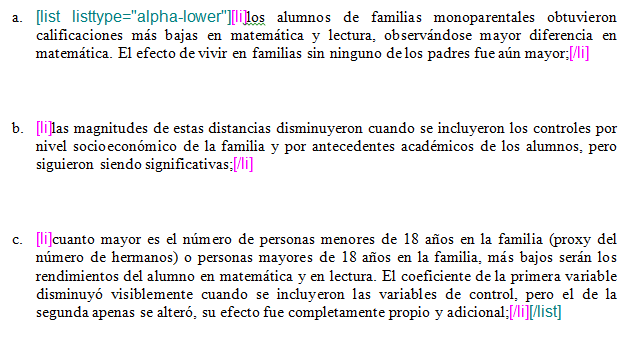 a. [list listtype="alpha-lower"][li]los alumnos de familias monoparentales obtuvieron
calificaciones más bajas en matemática y lectura, observándose mayor diferencia en
matemática. El efecto de vivir en familias sin ninguno de los padres fue aún mayor;[/li]
b. [li]las magnitudes de estas distancias disminuyeron cuando se incluyeron los controles por
nivel socioeconómico de la familia y por antecedentes académicos de los alumnos, pero
siguieron siendo significativas;[/li]
c. [li]cuanto mayor es el número de personas menores de 18 años en la familia (proxy del
número de hermanos) o personas mayores de 18 años en la familia, más bajos serán los
rendimientos del alumno en matemática y en lectura. El coeficiente de la primera variable
disminuyó visiblemente cuando se incluyeron las variables de control, pero el de la
segunda apenas se alteró, su efecto fue completamente propio y adicional;[/li][/list]